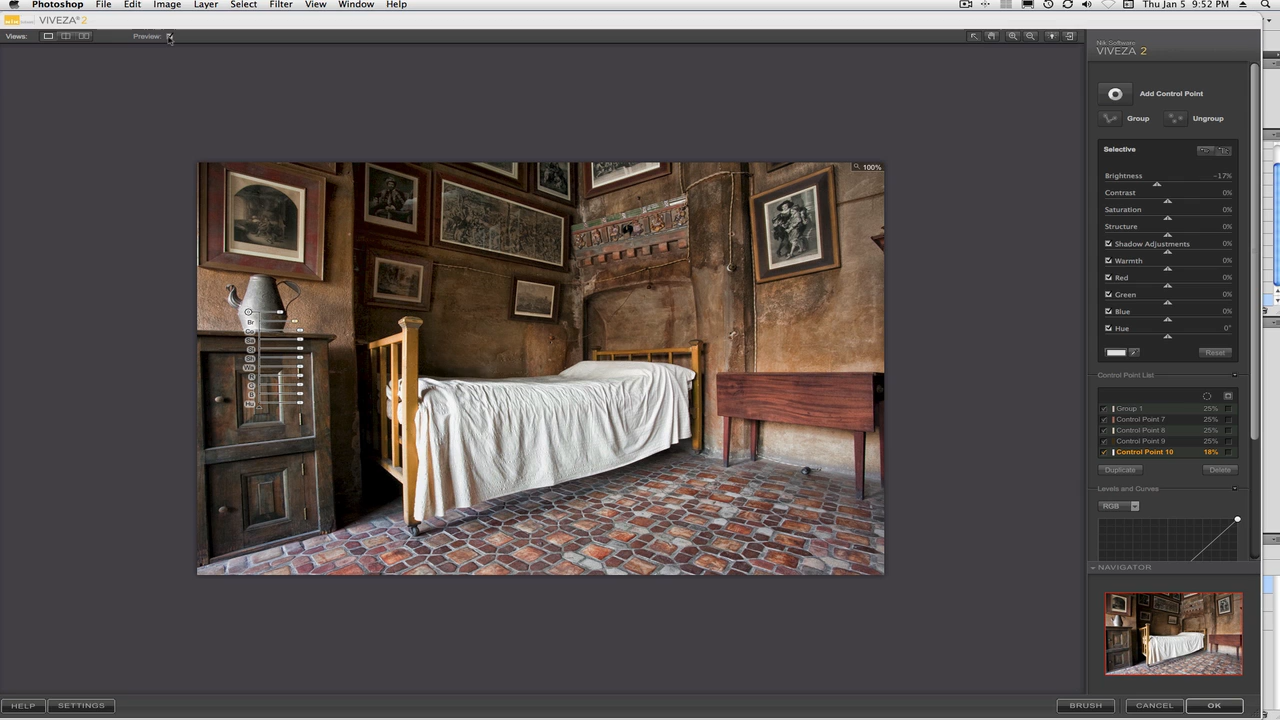 Photoshop File Edit Image Layer Select Filter View Window Help Thu Jan 5 9:52 PM
VIVEZA® 2
Views: Preview:
Nik Software
VIVEZA 2
Add Control Point
Group Ungroup
Selective
Brightness -17%
Contrast 0%
Saturation 0%
Structure 0%
Shadow Adjustments 0%
Warmth 0%
Red 0%
Green 0%
Blue 0%
Hue 0°
Reset
Control Point List
Group 1 25%
Control Point 7 25%
Control Point 8 25%
Control Point 9 25%
Control Point 10 18%
Duplicate Delete
Levels and Curves
RGB
NAVIGATOR
100%
Br
HELP SETTINGS BRUSH CANCEL OK